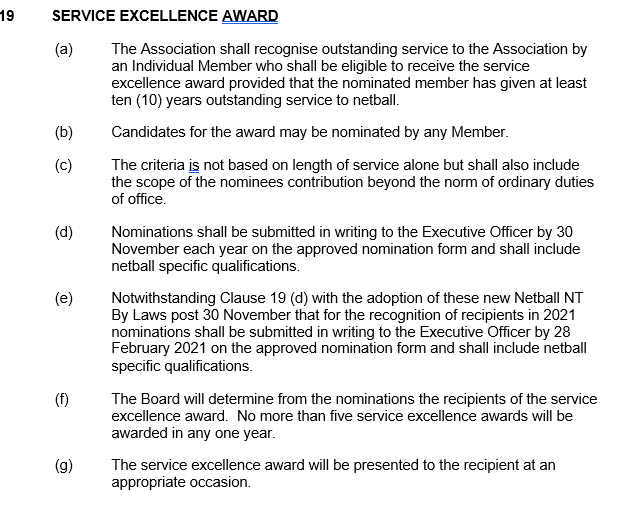 19 SERVICE EXCELLENCE AWARD
(a) The Association shall recognise outstanding service to the Association by
an Individual Member who shall be eligible to receive the service
excellence award provided that the nominated member has given at least
ten (10) years outstanding service to netball.
(b) Candidates for the award may be nominated by any Member.
(c) The criteria is not based on length of service alone but shall also include
the scope of the nominees contribution beyond the norm of ordinary duties
of office.
(d) Nominations shall be submitted in writing to the Executive Officer by 30
November each year on the approved nomination form and shall include
netball specific qualifications.
(e) Notwithstanding Clause 19 (d) with the adoption of these new Netball NT
By Laws post 30 November that for the recognition of recipients in 2021
nominations shall be submitted in writing to the Executive Officer by 28
February 2021 on the approved nomination form and shall include netball
specific qualifications.
(f) The Board will determine from the nominations the recipients of the service
excellence award. No more than five service excellence awards will be
awarded in any one year.
(g) The service excellence award will be presented to the recipient at an
appropriate occasion.